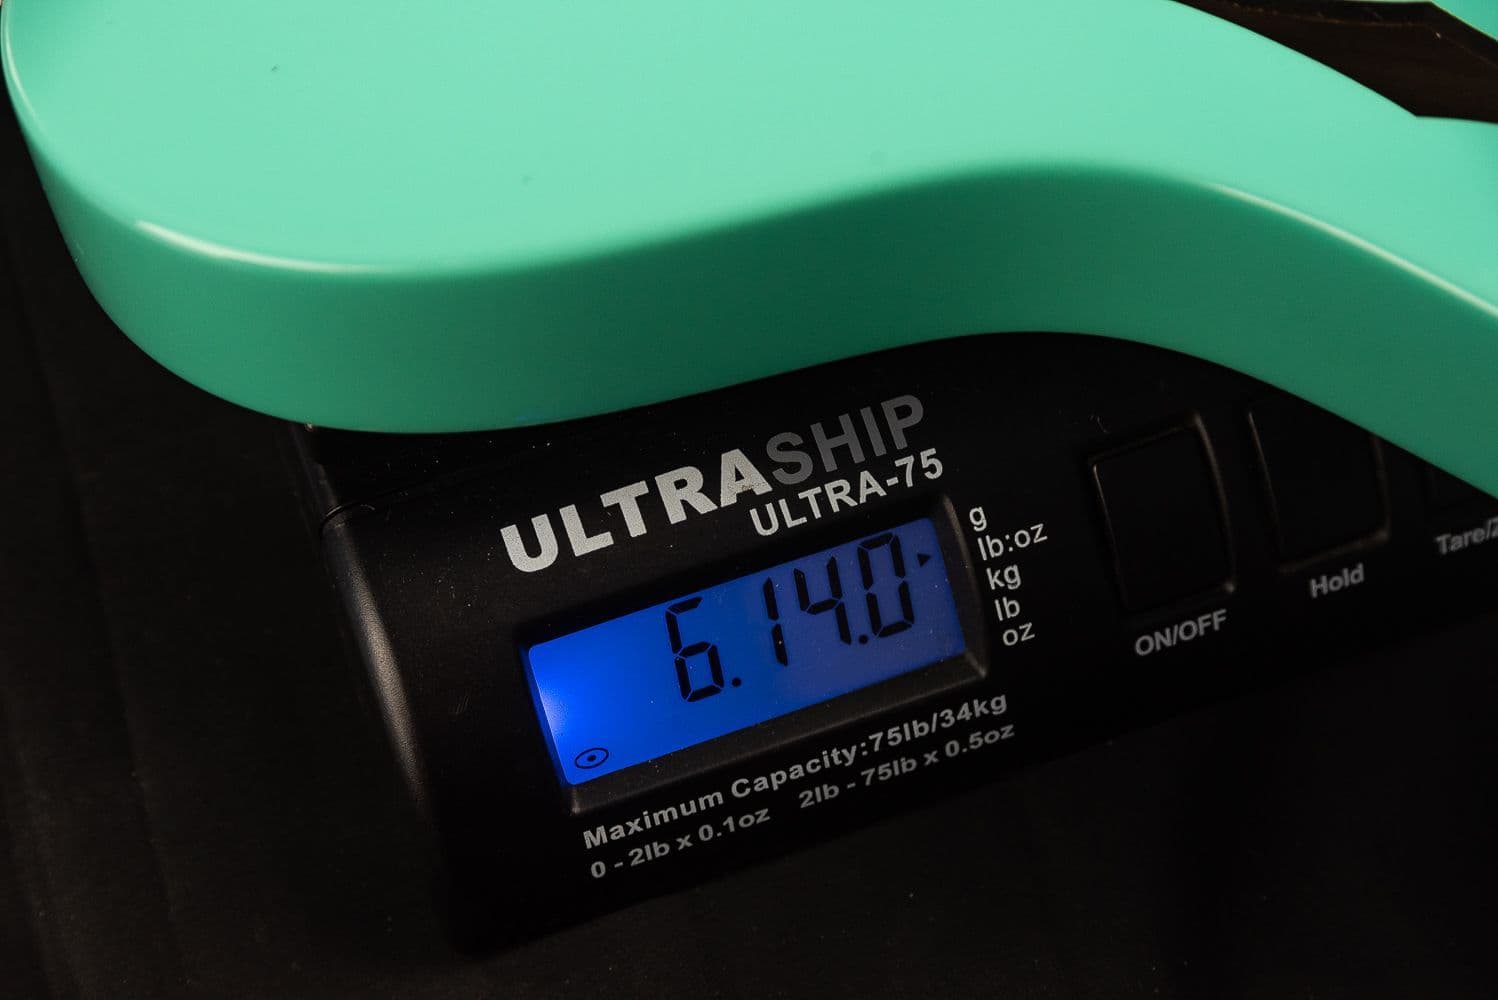 ULTRASHIP
ULTRA-75
6.14.0
g
lb:oz
kg
lb
oz
ON/OFF
Hold
Maximum Capacity:75lb/34kg
0 - 2lb x 0.1oz 2lb - 75lb x 0.5oz